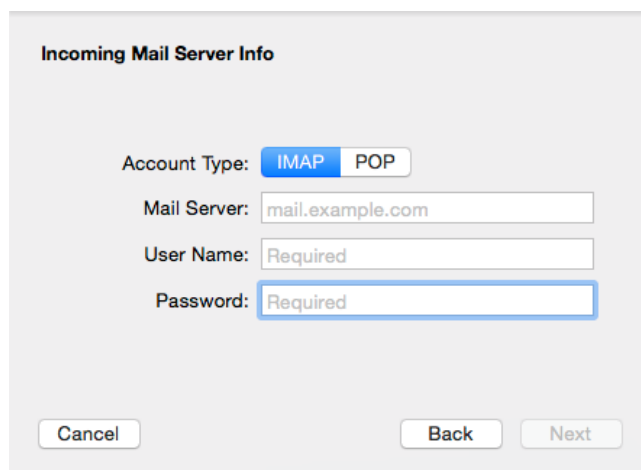 Incoming Mail Server Info
Account Type: IMAP POP
Mail Server: mail.example.com
User Name: Required
Password: Required
Cancel Back Next